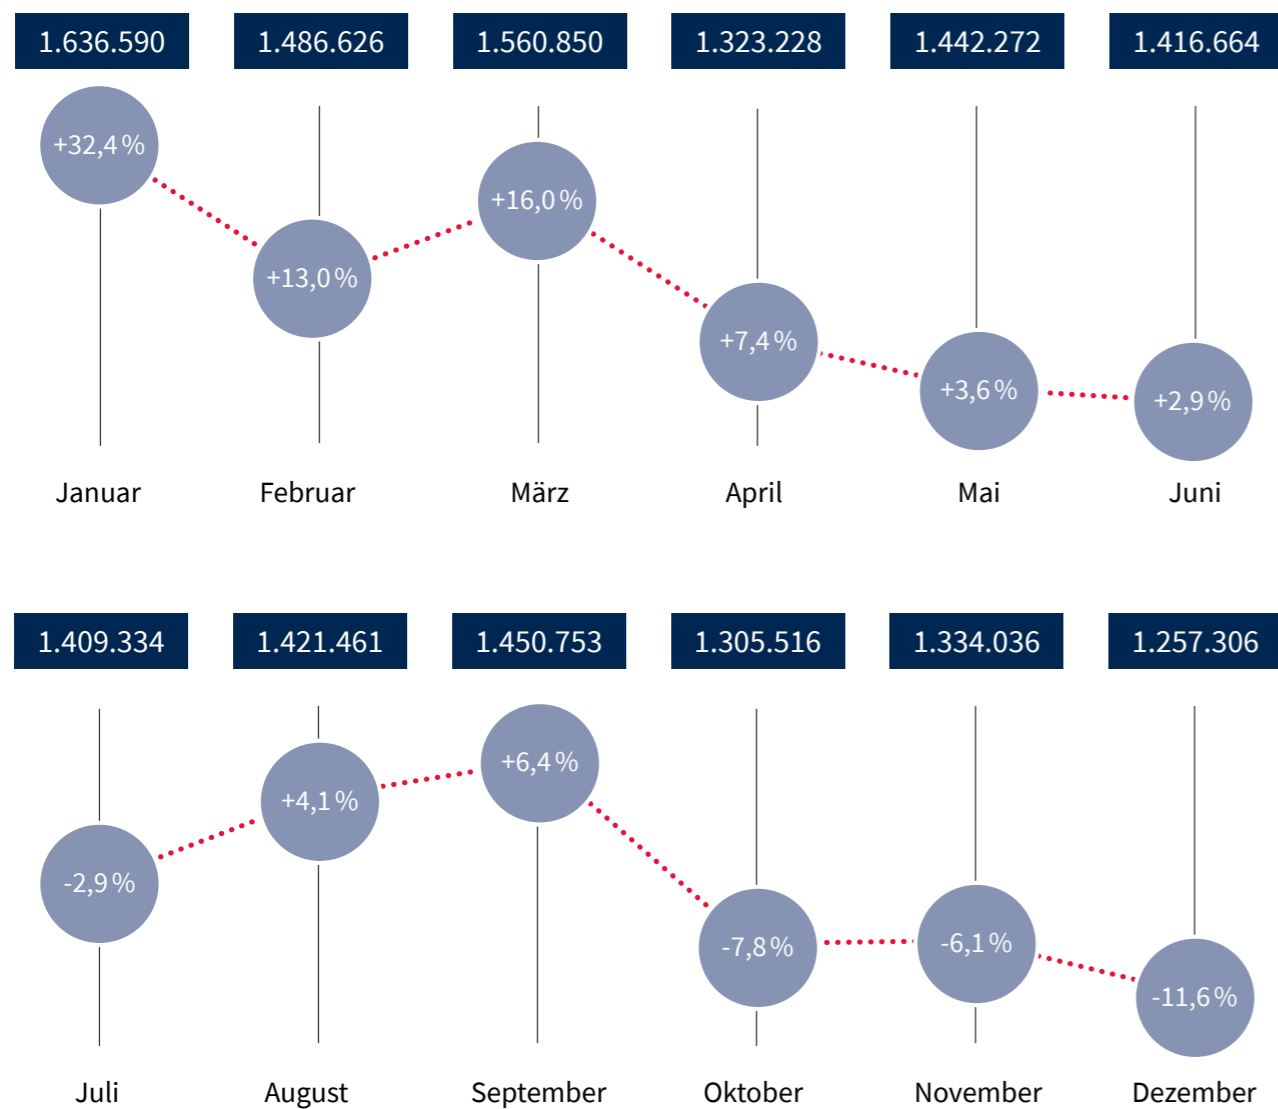 1.636.590 1.486.626 1.560.850 1.323.228 1.442.272 1.416.664
+32,4 % +13,0 % +16,0 % +7,4 % +3,6 % +2,9 %
Januar Februar März April Mai Juni
1.409.334 1.421.461 1.450.753 1.305.516 1.334.036 1.257.306
-2,9 % +4,1 % +6,4 % -7,8 % -6,1 % -11,6 %
Juli August September Oktober November Dezember